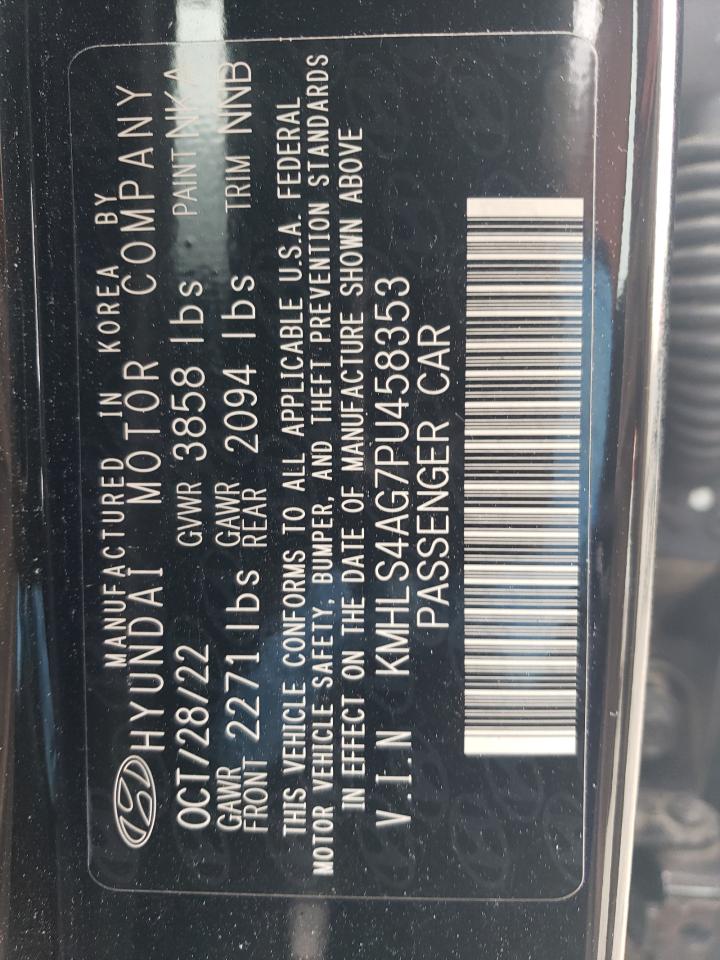 MANUFACTURED IN KOREA BY
HYUNDAI MOTOR COMPANY
OCT/28/22 GVWR 3858 lbs PAINT NKA
GAWR FRONT 2271 lbs GAWR REAR 2094 lbs TRIM NNB
THIS VEHICLE CONFORMS TO ALL APPLICABLE U.S.A. FEDERAL
MOTOR VEHICLE SAFETY, BUMPER, AND THEFT PREVENTION STANDARDS
IN EFFECT ON THE DATE OF MANUFACTURE SHOWN ABOVE
V.I.N KMHLS4AG7PU458353
PASSENGER CAR